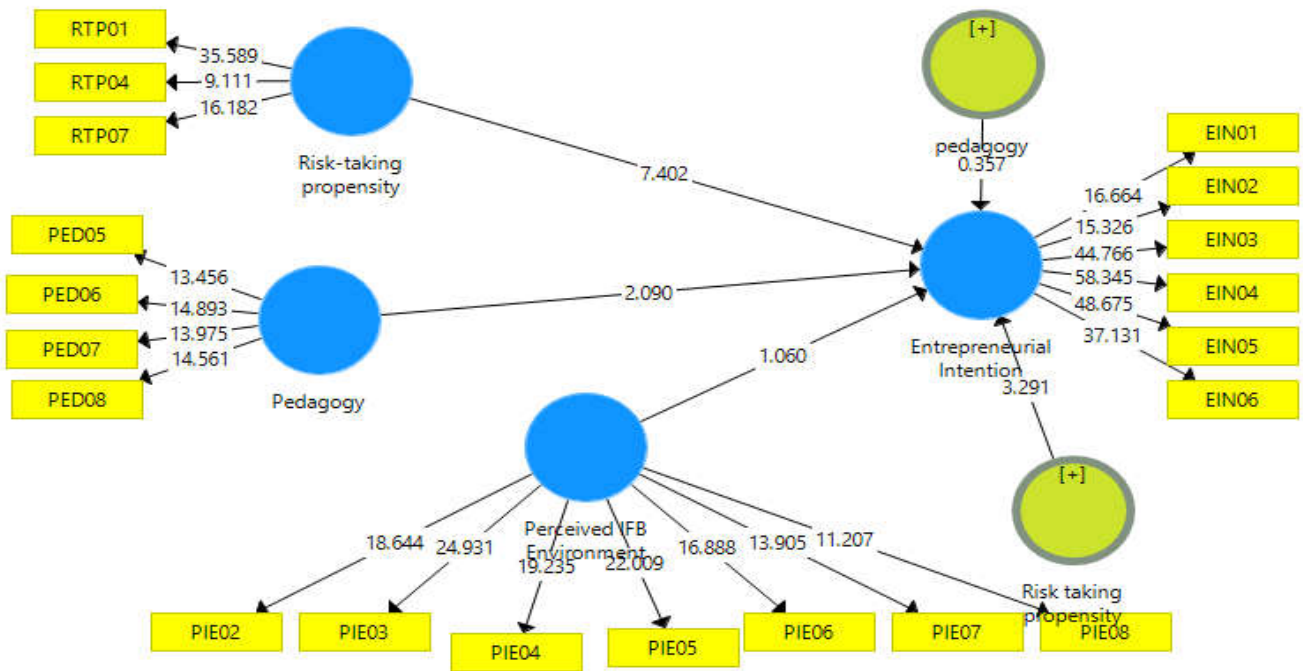 RTP01
RTP04
RTP07
35.589
9.111
16.182
Risk-taking
propensity
[+]
pedagogy
0.357
7.402
EIN01
EIN02
EIN03
EIN04
EIN05
EIN06
16.664
15.326
44.766
58.345
48.675
37.131
PED05
PED06
PED07
PED08
13.456
14.893
13.975
14.561
Pedagogy
2.090
Entrepreneurial
Intention
1.060
3.291
[+]
Risk taking
propensity
Perceived IFB
Environment
18.644
24.931
19.235
22.009
16.888
13.905
11.207
PIE02
PIE03
PIE04
PIE05
PIE06
PIE07
PIE08